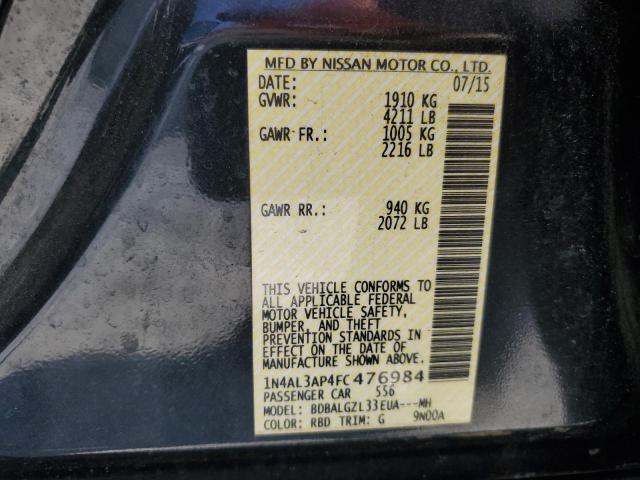 MFD BY NISSAN MOTOR CO., LTD.
DATE: 07/15
GVWR: 1910 KG
4211 LB
GAWR FR.: 1005 KG
2216 LB
GAWR RR.: 940 KG
2072 LB
THIS VEHICLE CONFORMS TO
ALL APPLICABLE FEDERAL
MOTOR VEHICLE SAFETY,
BUMPER, AND THEFT
PREVENTION STANDARDS IN
EFFECT ON THE DATE OF
MANUFACTURE SHOWN ABOVE.
1N4AL3AP4FC476984
PASSENGER CAR 556
MODEL: BDBALGZL33EUA---MH
COLOR: RBD TRIM: G 9N00A